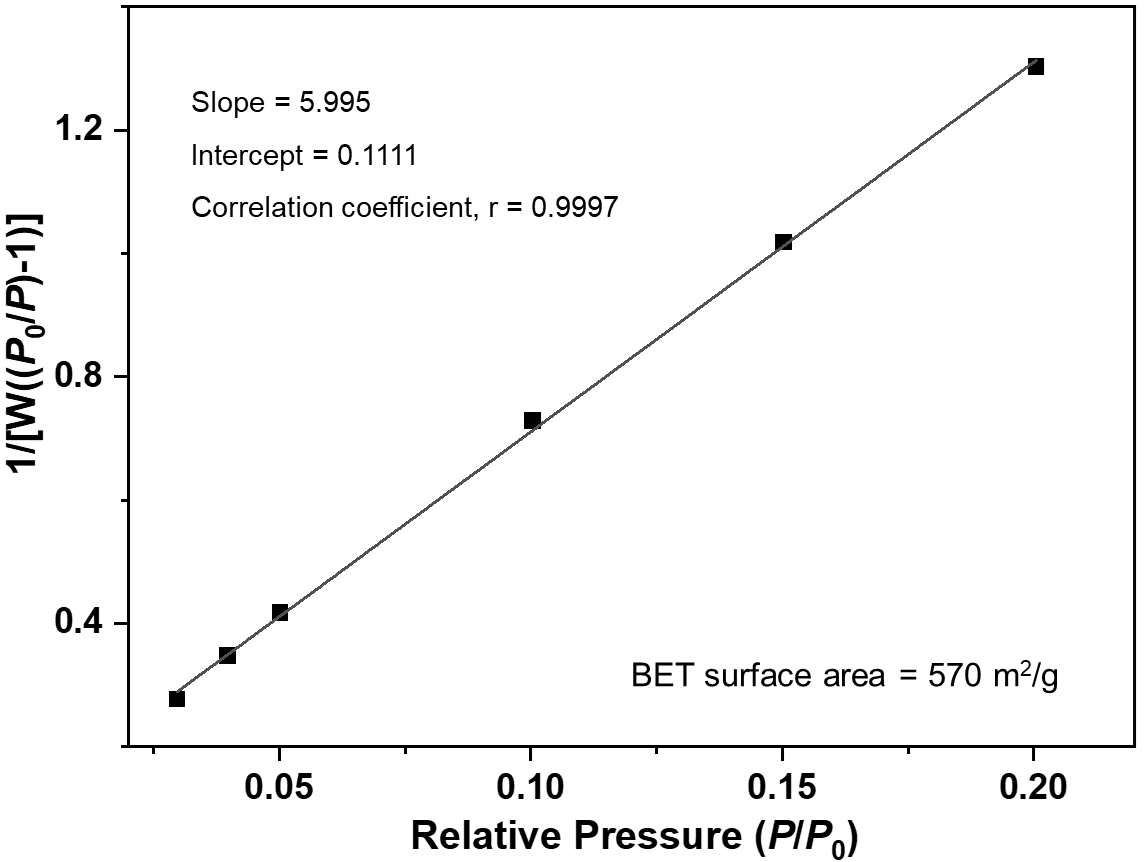 Slope = 5.995
Intercept = 0.1111
Correlation coefficient, r = 0.9997
1.2
0.8
0.4
1/[W((P₀/P)-1)]
BET surface area = 570 m²/g
0.05 0.10 0.15 0.20
Relative Pressure (P/P₀)